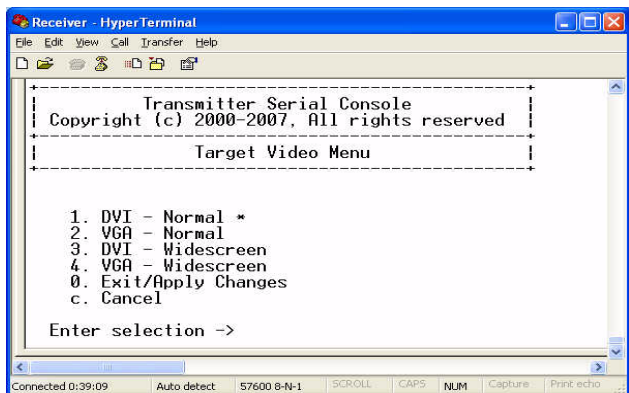 Receiver - HyperTerminal
File Edit View Call Transfer Help
Transmitter Serial Console
Copyright (c) 2000-2007, All rights reserved
Target Video Menu
1. DVI - Normal *
2. VGA - Normal
3. DVI - Widescreen
4. VGA - Widescreen
0. Exit/Apply Changes
c. Cancel
Enter selection ->
Connected 0:39:09 Auto detect 57600 8-N-1 SCROLL CAPS NUM Capture Print echo